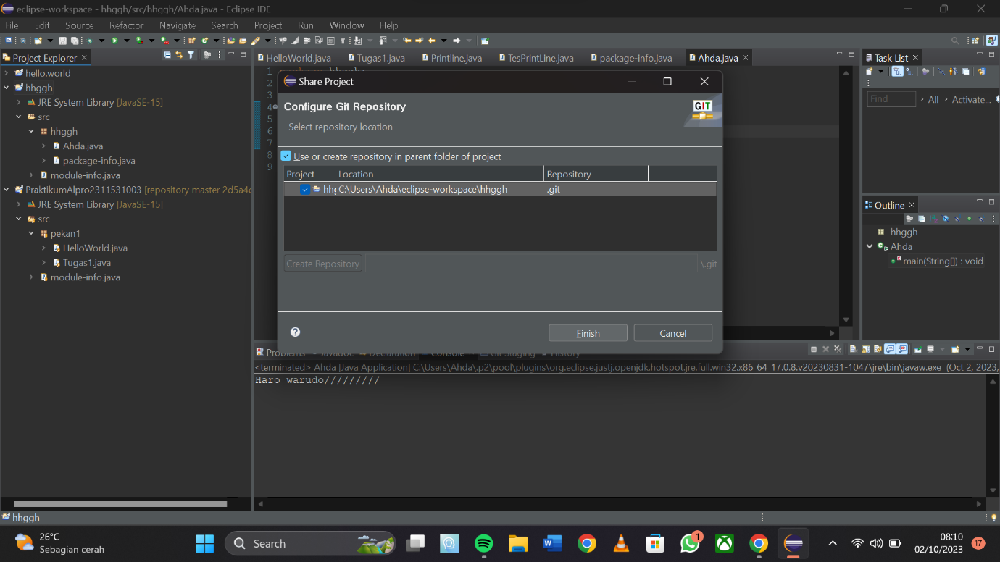 eclipse-workspace - hhggh/src/hhggh/Ahda.java - Eclipse IDE
File Edit Source Refactor Navigate Search Project Run Window Help
Project Explorer
hello.world
hhggh
JRE System Library [JavaSE-15]
src
hhggh
Ahda.java
package-info.java
module-info.java
PraktikumAlpro2311531003 [repository master 2d5a4
JRE System Library [JavaSE-15]
src
pekan1
HelloWorld.java
Tugas1.java
module-info.java
HelloWorld.java Tugas1.java Printline.java TesPrintLine.java package-info.java Ahda.java
1
2
3
4
5
6
7
8
9
Share Project
Configure Git Repository
GIT
Select repository location
Use or create repository in parent folder of project
Project Location Repository
hhg C:\Users\Ahda\eclipse-workspace\hhggh .git
Create Repository \.git
?
Finish Cancel
Task List
Find All Activate...
Outline
hhggh
Ahda
main(String[]) : void
Problems Javadoc Declaration Console Git Staging History
<terminated> Ahda [Java Application] C:\Users\Ahda\.p2\pool\plugins\org.eclipse.justj.openjdk.hotspot.jre.full.win32.x86_64_17.0.8.v20230831-1047\jre\bin\javaw.exe (Oct 2, 2023,
Haro warudo/////////
hhggh
26°C
Sebagian cerah
Search
1
08:10
02/10/2023
17